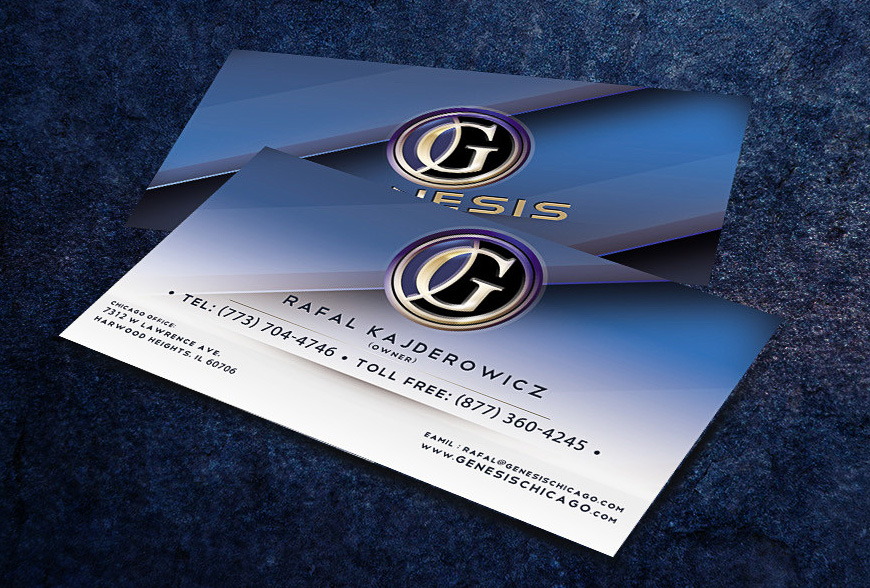 G
NESIS
G
RAFAL KAJDEROWICZ
(OWNER)
• TEL: (773) 704-4746 • TOLL FREE: (877) 360-4245 •
CHICAGO OFFICE:
7312 W LAWRENCE AVE.
HARWOOD HEIGHTS, IL 60706
EAMIL : RAFAL@GENESISCHICAGO.COM
WWW.GENESISCHICAGO.COM